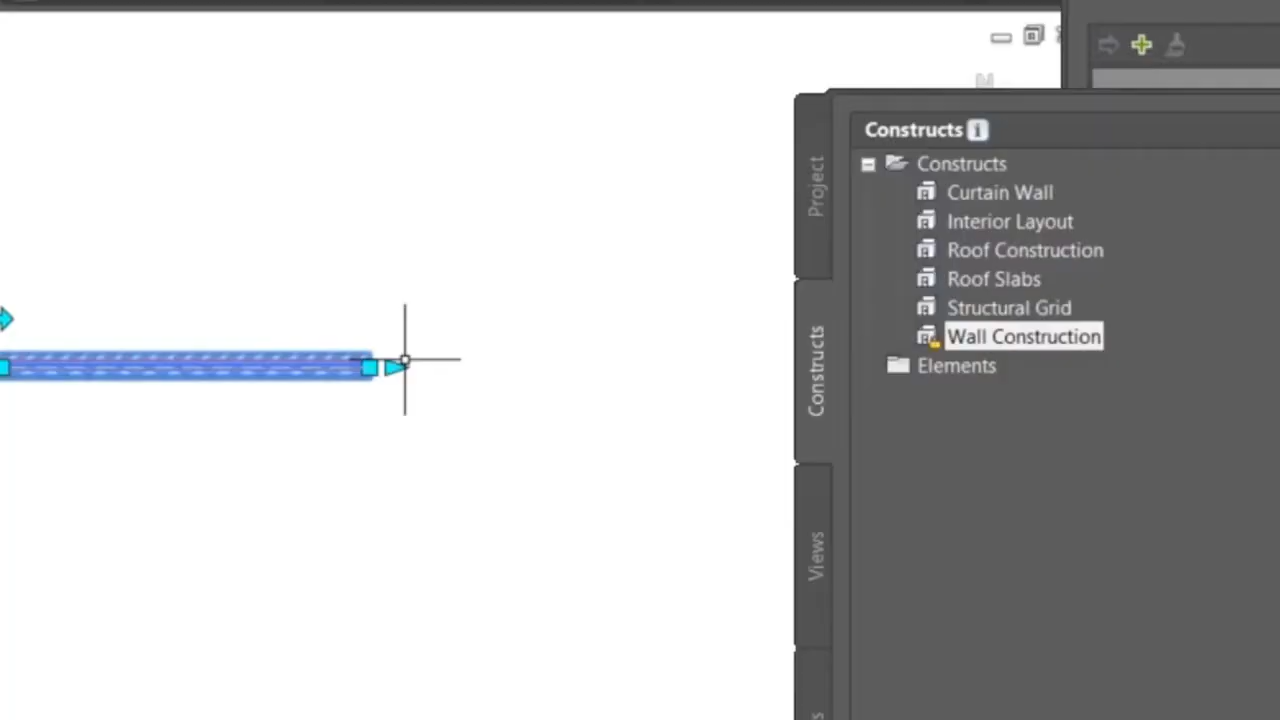 Constructs
Constructs
Curtain Wall
Interior Layout
Roof Construction
Roof Slabs
Structural Grid
Wall Construction
Elements
Project
Constructs
Views